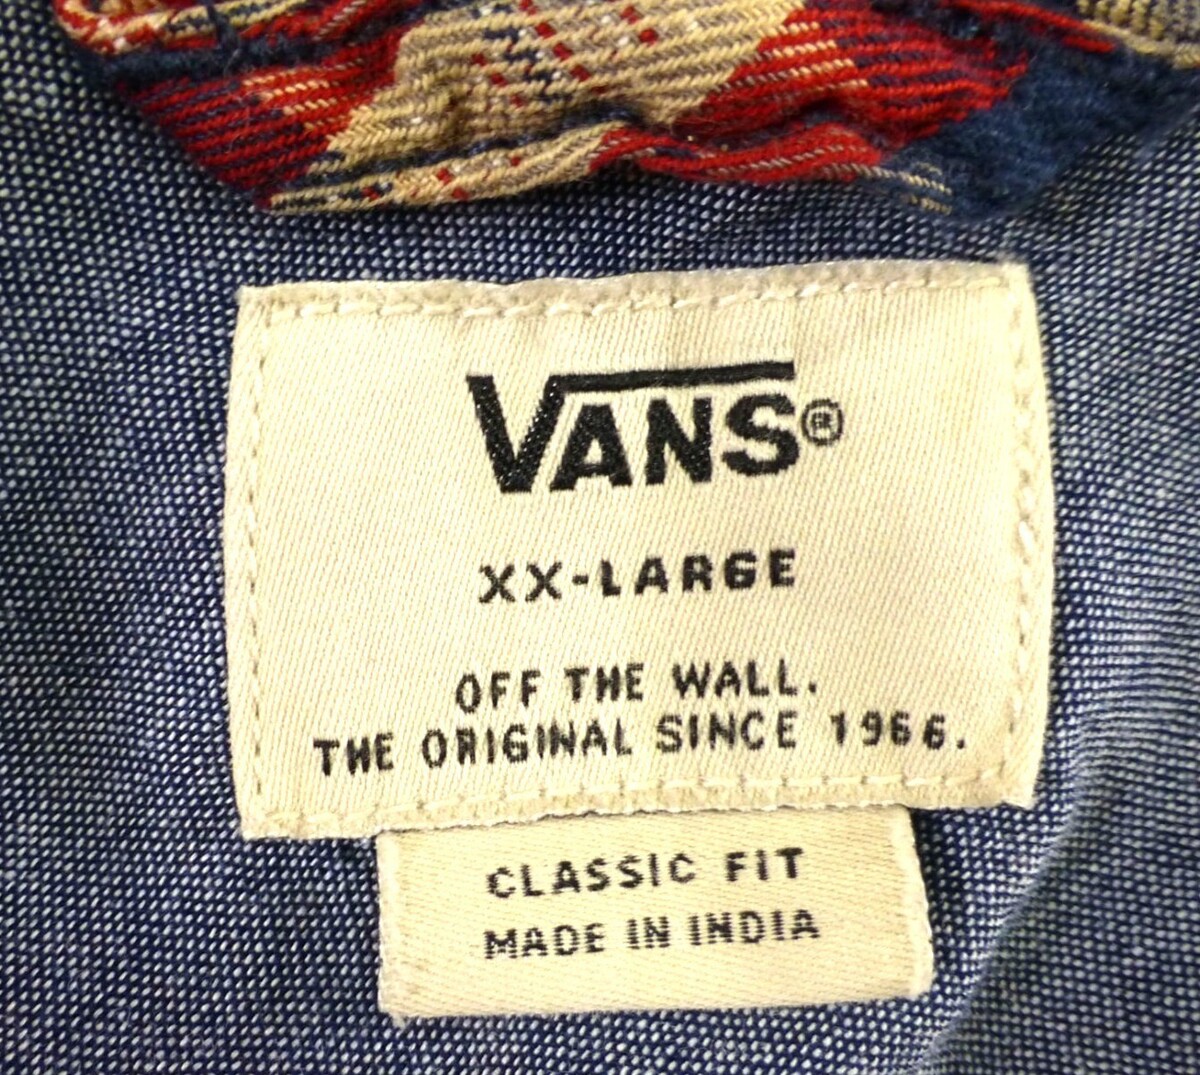 VANS®
XX-LARGE
OFF THE WALL.
THE ORIGINAL SINCE 1966.
CLASSIC FIT
MADE IN INDIA